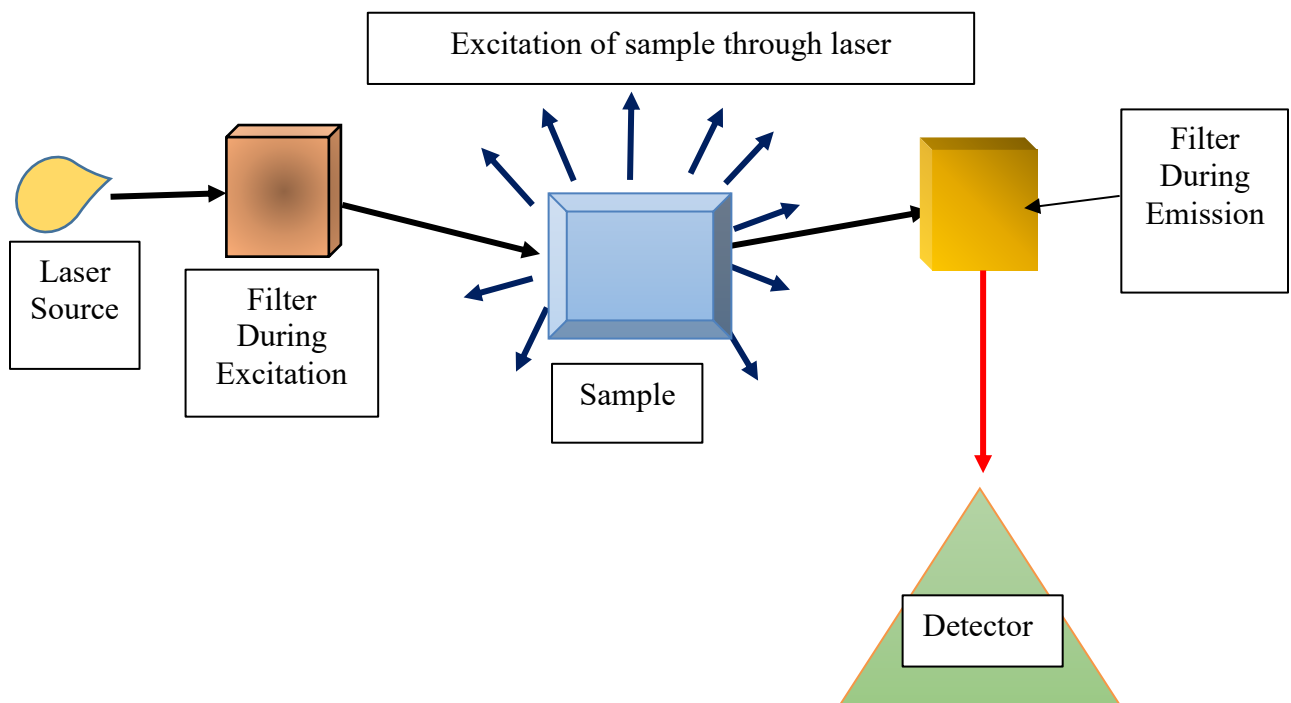 Excitation of sample through laser
Laser
Source
Filter
During
Excitation
Sample
Filter
During
Emission
Detector